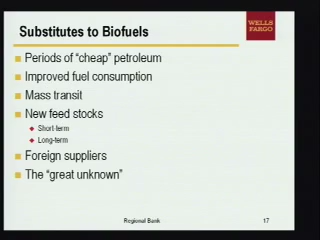 Substitutes to Biofuels
WELLS
FARGO
Periods of "cheap" petroleum
Improved fuel consumption
Mass transit
New feed stocks
Short-term
Long-term
Foreign suppliers
The "great unknown"
Regional Bank
17